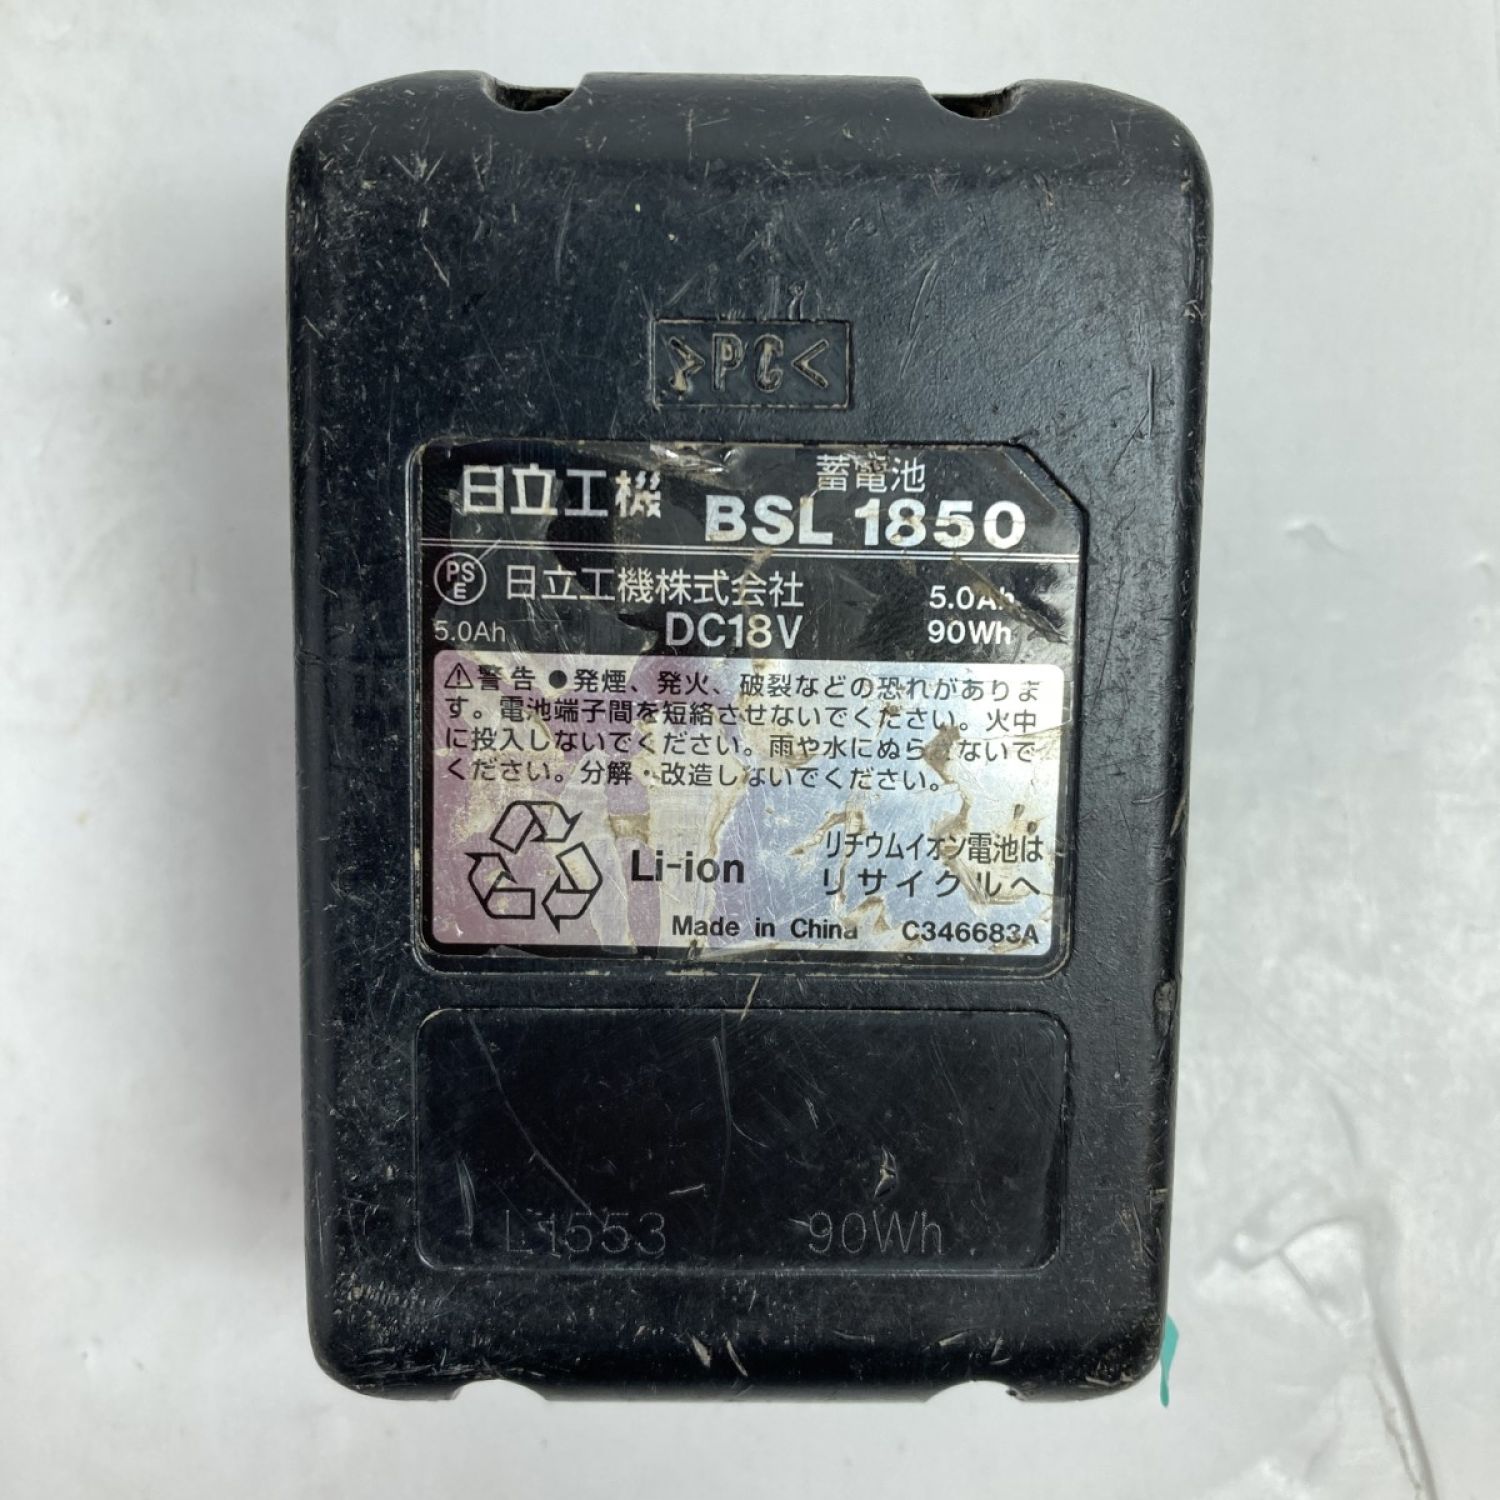 >PC<
日立工機 蓄電池
BSL 1850
PS
E
日立工機株式会社 5.0Ah
5.0Ah DC18V 90Wh
⚠警告 ●発煙、発火、破裂などの恐れがありま
す。電池端子間を短絡させないでください。火中
に投入しないでください。雨や水にぬら ないで
ください。分解・改造しないでください。
Li-ion
リチウムイオン電池は
リサイクルへ
Made in China C346683A
L1553 90Wh